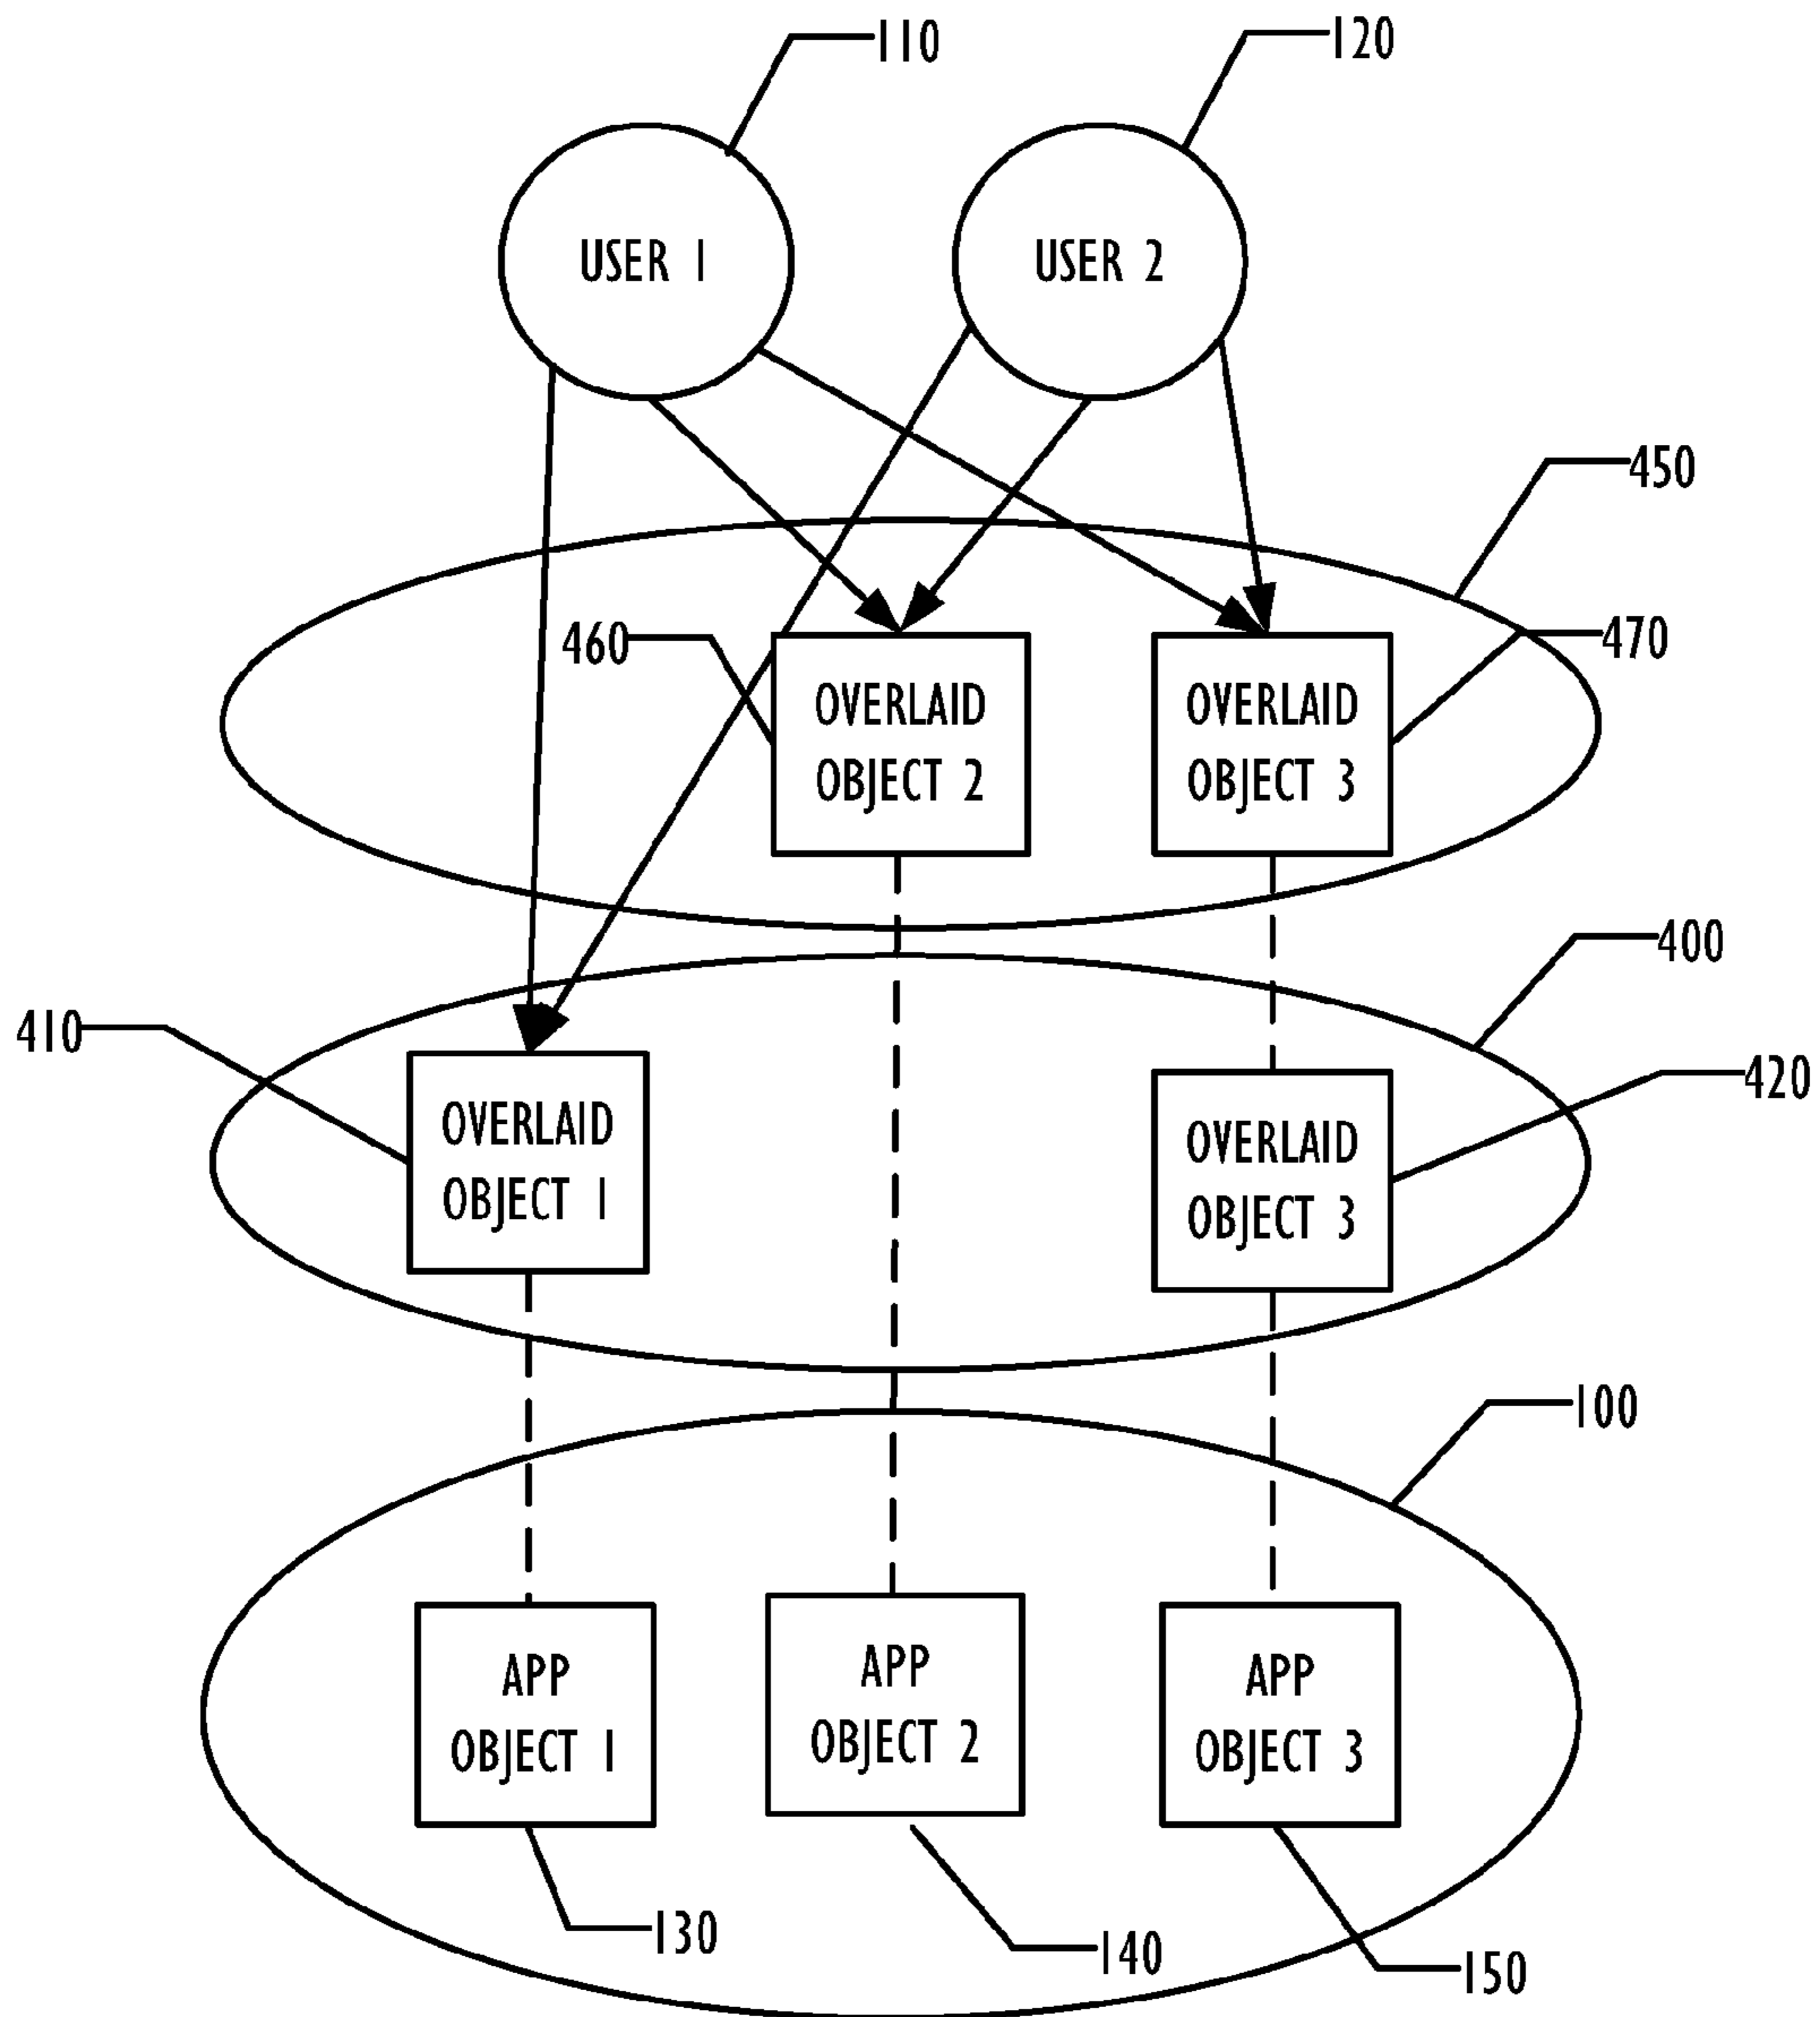 110
120
USER 1
USER 2
450
460
470
OVERLAID
OBJECT 2
OVERLAID
OBJECT 3
400
410
420
OVERLAID
OBJECT 1
OVERLAID
OBJECT 3
100
APP
OBJECT 1
APP
OBJECT 2
APP
OBJECT 3
130
140
150